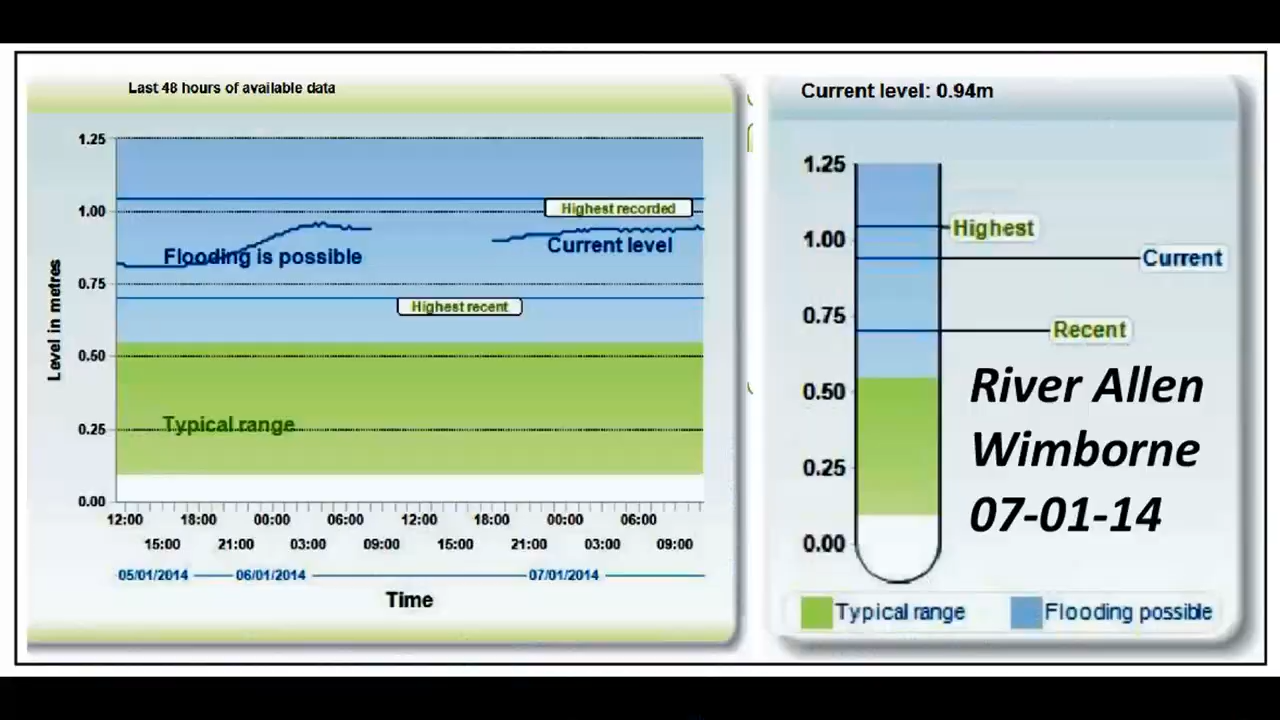 Last 48 hours of available data
1.25
1.00
0.75
0.50
0.25
0.00
Level in metres
Highest recorded
Flooding is possible
Current level
Highest recent
Typical range
12:00 18:00 00:00 06:00 12:00 18:00 00:00 06:00
15:00 21:00 03:00 09:00 15:00 21:00 03:00 09:00
05/01/2014 06/01/2014 07/01/2014
Time
Current level: 0.94m
1.25
1.00
0.75
0.50
0.25
0.00
Highest
Current
Recent
River Allen
Wimborne
07-01-14
Typical range Flooding possible